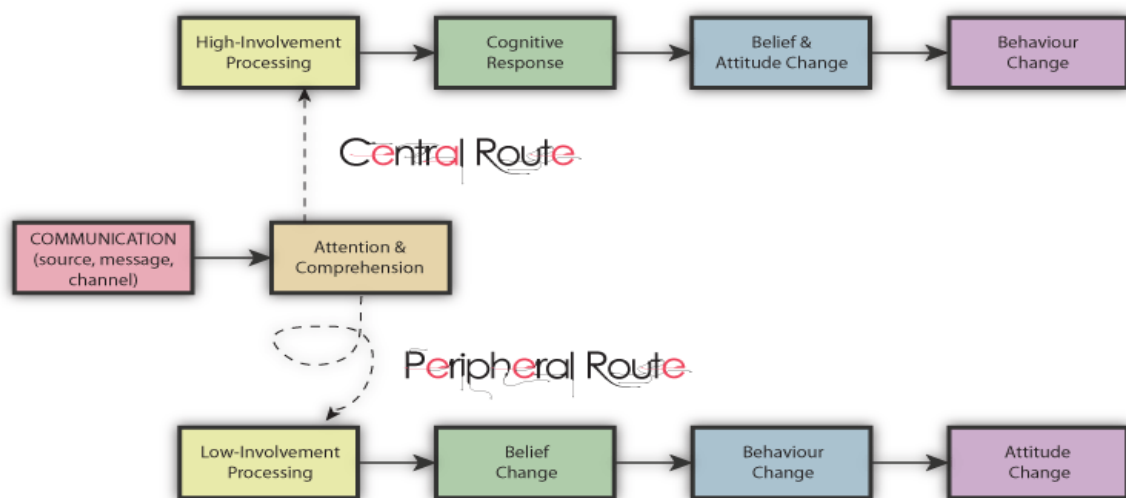 High-Involvement
Processing
Cognitive
Response
Belief &
Attitude Change
Behaviour
Change
Central Route
COMMUNICATION
(source, message,
channel)
Attention &
Comprehension
Peripheral Route
Low-Involvement
Processing
Belief
Change
Behaviour
Change
Attitude
Change